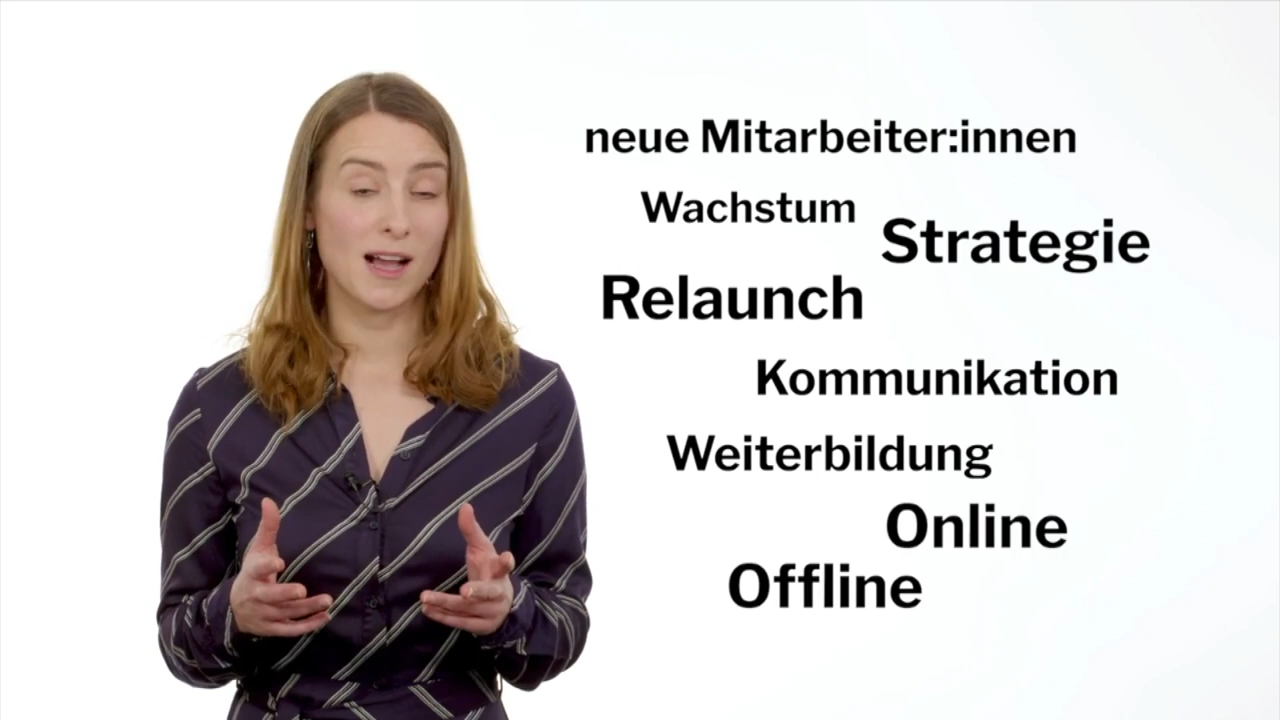 neue Mitarbeiter:innen
Wachstum
Strategie
Relaunch
Kommunikation
Weiterbildung
Online
Offline